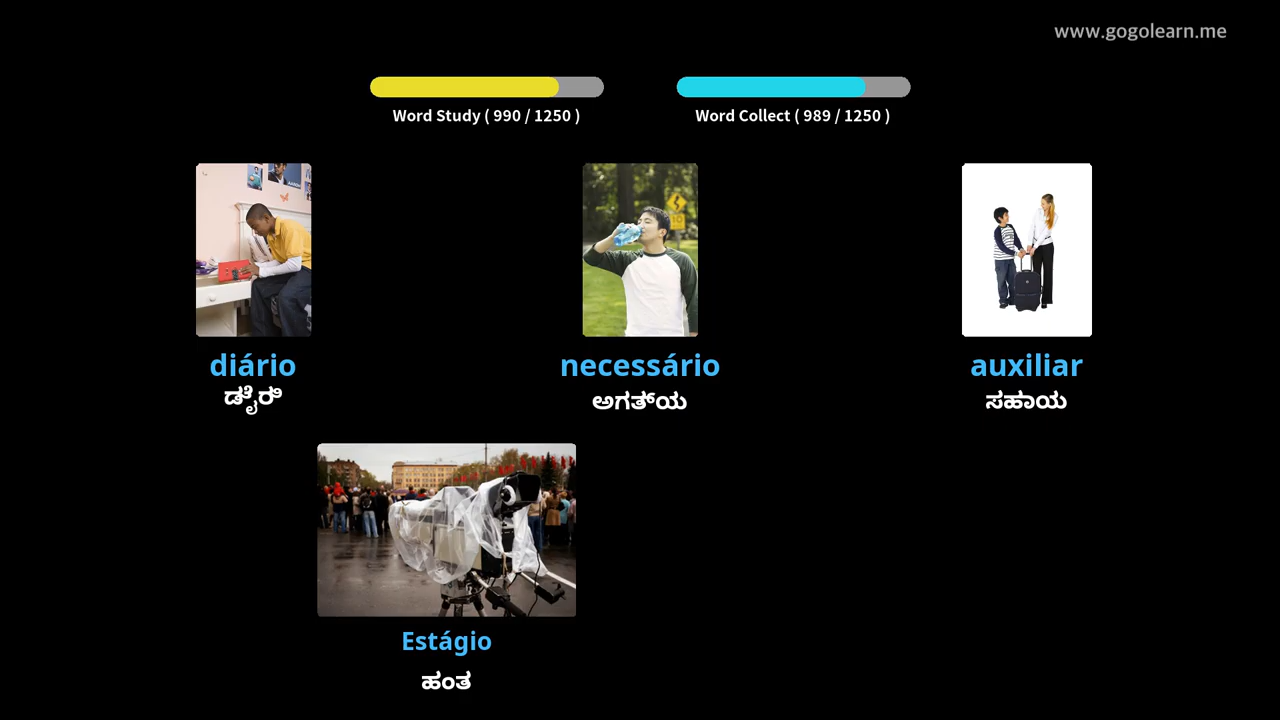 www.gogolearn.me
Word Study ( 990 / 1250 )
Word Collect ( 989 / 1250 )
diário
ಡೈರಿ
necessário
ಅಗತ್ಯ
auxiliar
ಸಹಾಯ
Estágio
ಹಂತ